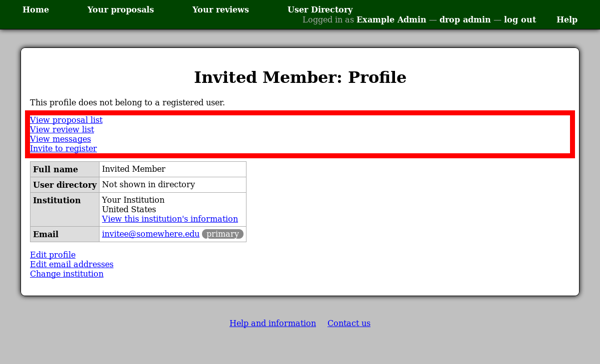 Home Your proposals Your reviews User Directory
Logged in as Example Admin — drop admin — log out Help
Invited Member: Profile
This profile does not belong to a registered user.
View proposal list
View review list
View messages
Invite to register
Full name Invited Member
User directory Not shown in directory
Institution Your Institution
United States
View this institution's information
Email invitee@somewhere.edu primary
Edit profile
Edit email addresses
Change institution
Help and information Contact us